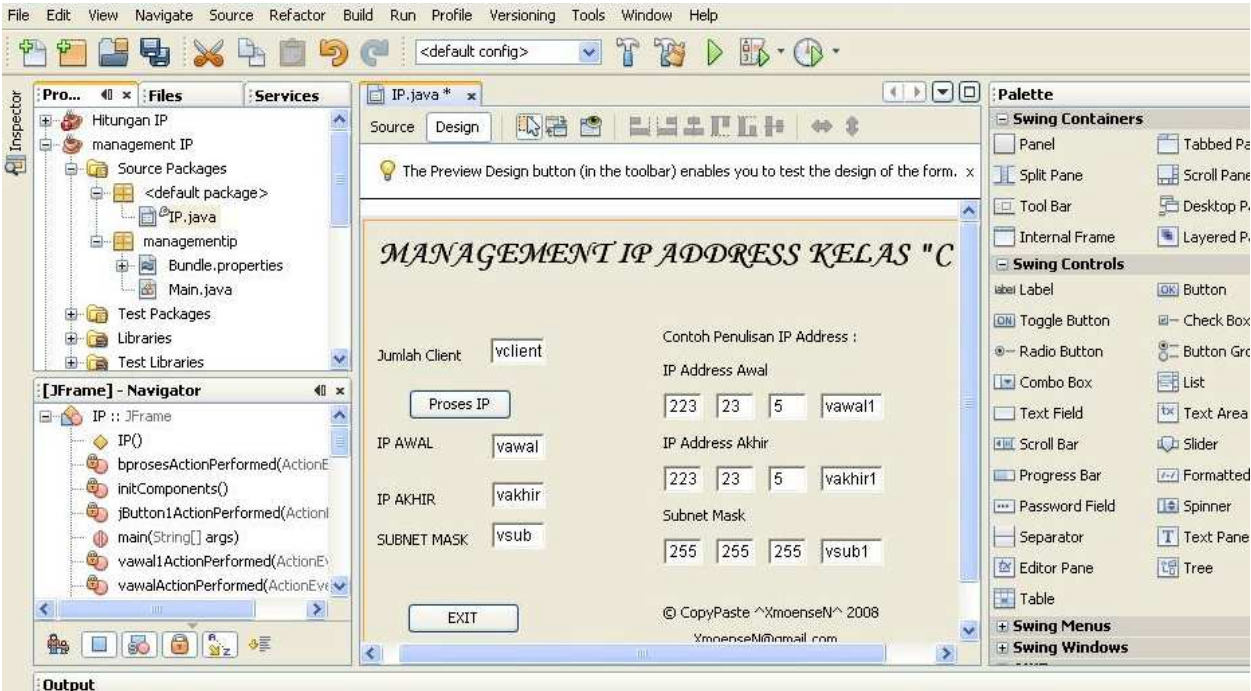 File Edit View Navigate Source Refactor Build Run Profile Versioning Tools Window Help
<default config>
Inspector
Pro... Files Services
Hitungan IP
management IP
Source Packages
<default package>
IP.java
managementip
Bundle.properties
Main.java
Test Packages
Libraries
Test Libraries
[JFrame] - Navigator
IP :: JFrame
IP()
bprosesActionPerformed(ActionE
initComponents()
jButton1ActionPerformed(Action
main(String[] args)
vawal1ActionPerformed(ActionE
vawalActionPerformed(ActionEve
IP.java *
Source Design
The Preview Design button (in the toolbar) enables you to test the design of the form. x
MANAGEMENT IP ADDRESS KELAS "C
Jumlah Client vclient
Proses IP
IP AWAL vawal
IP AKHIR vakhir
SUBNET MASK vsub
EXIT
Contoh Penulisan IP Address :
IP Address Awal
223 23 5 vawal1
IP Address Akhir
223 23 5 vakhir1
Subnet Mask
255 255 255 vsub1
© CopyPaste ^XmoenseN^ 2008
XmoenseN@gmail.com
Palette
Swing Containers
Panel Tabbed Pa
Split Pane Scroll Pane
Tool Bar Desktop P
Internal Frame Layered P
Swing Controls
label Label OK Button
ON Toggle Button Check Box
Radio Button Button Gro
Combo Box List
Text Field Text Area
Scroll Bar Slider
Progress Bar Formatted
Password Field Spinner
Separator Text Pane
Editor Pane Tree
Table
Swing Menus
Swing Windows
Output